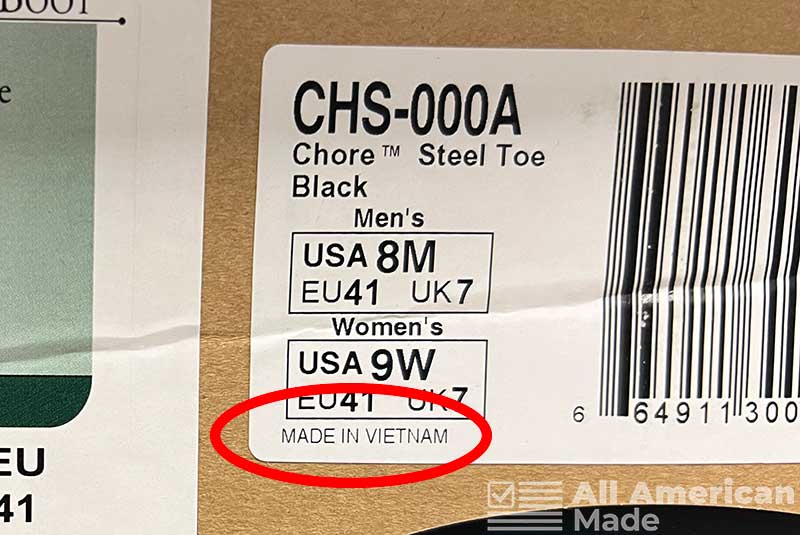 BOOT
e
EU
41
CHS-000A
Chore™ Steel Toe
Black
Men's
USA 8M
EU41 UK7
Women's
USA 9W
EU41 UK7
MADE IN VIETNAM
6 64911 300
All American
Made